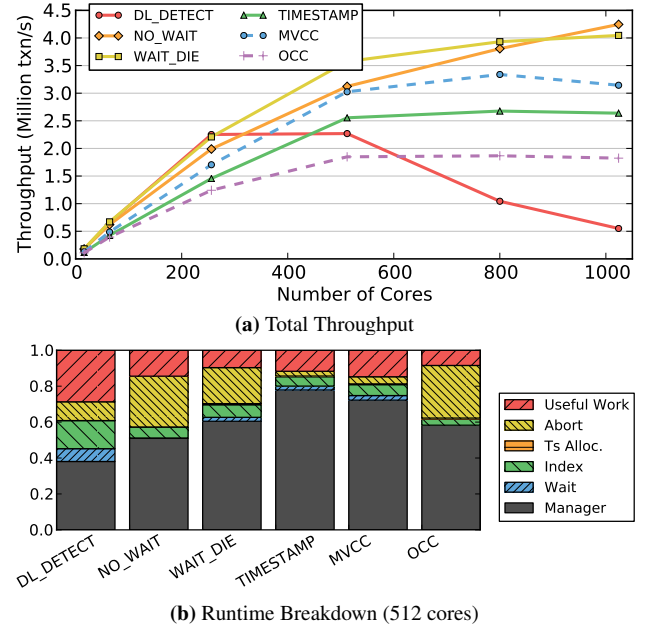 DL_DETECT
NO_WAIT
WAIT_DIE
TIMESTAMP
MVCC
OCC
Throughput (Million txn/s)
4.5
4.0
3.5
3.0
2.5
2.0
1.5
1.0
0.5
0.0
0 200 400 600 800 1000
Number of Cores
(a) Total Throughput
1.0
0.8
0.6
0.4
0.2
0.0
DL_DETECT NO_WAIT WAIT_DIE TIMESTAMP MVCC OCC
Useful Work
Abort
Ts Alloc.
Index
Wait
Manager
(b) Runtime Breakdown (512 cores)